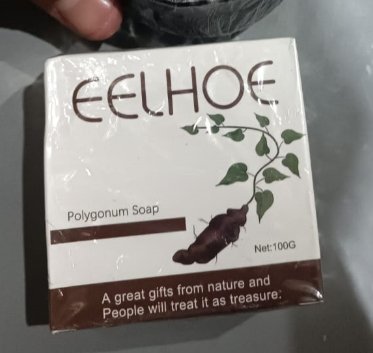 EELHOE
Polygonum Soap
Net:100G
A great gifts from nature and
People will treat it as treasure: